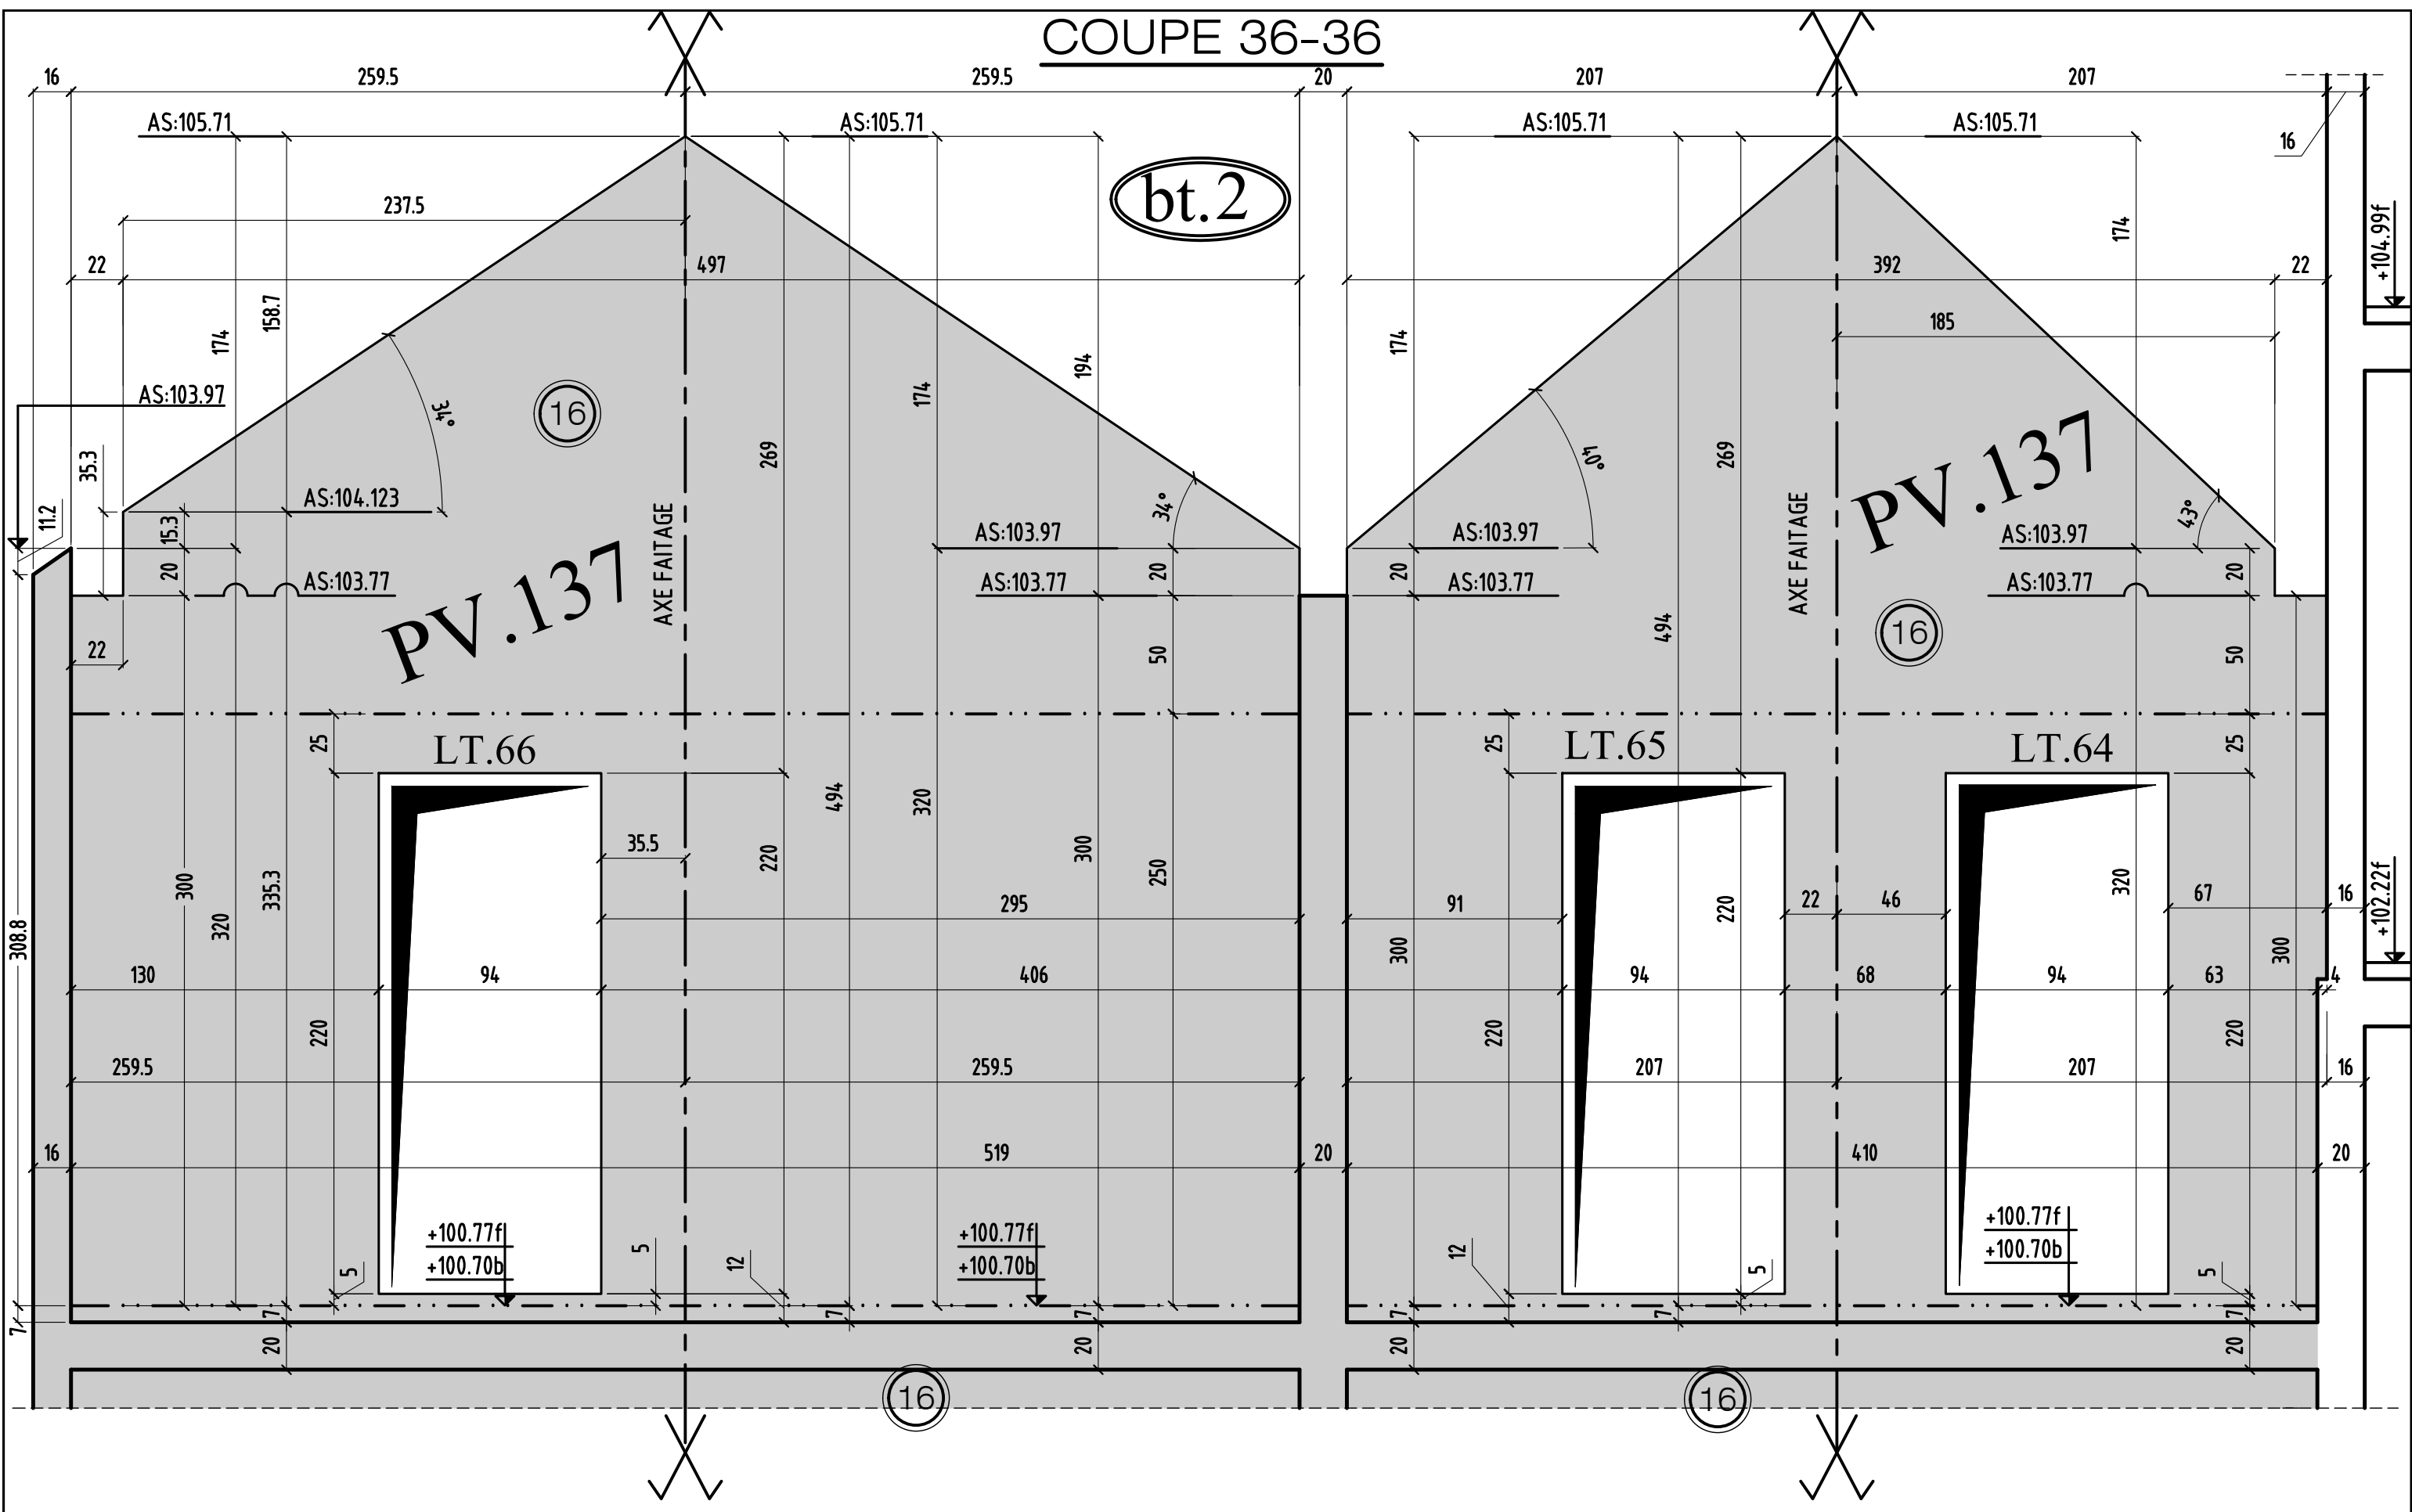 COUPE 36-36
16 259.5 259.5 20 207 207
AS:105.71 AS:105.71 AS:105.71 AS:105.71
16
bt.2
237.5
174
+104.99f
22 497 392 22
185
158.7
174 174
194
174
AS:103.97
34°
16
269 269
40°
PV.137
35.3
AS:104.123
11.2
15.3
34°
43°
AXE FAITAGE AXE FAITAGE
AS:103.97 AS:103.97 AS:103.97
20 20 20 20
AS:103.77 AS:103.77 AS:103.77 AS:103.77
PV.137
16
494
22
50 50
25 LT.66 25 LT.65 LT.64 25
494 320
35.5
220 300 250
300 335.3 320
320
220
67 16
+102.22f
295 91 22 46
308.8
300 300
130 94 406 94 68 94 63 4
220 220 220
259.5 259.5 207 207 16
16 519 20 410 20
+100.77f +100.77f +100.77f
+100.70b +100.70b +100.70b
5 5 12 12 5 5
7 7 7 7 7 7 7
20 20 20 20
16 16